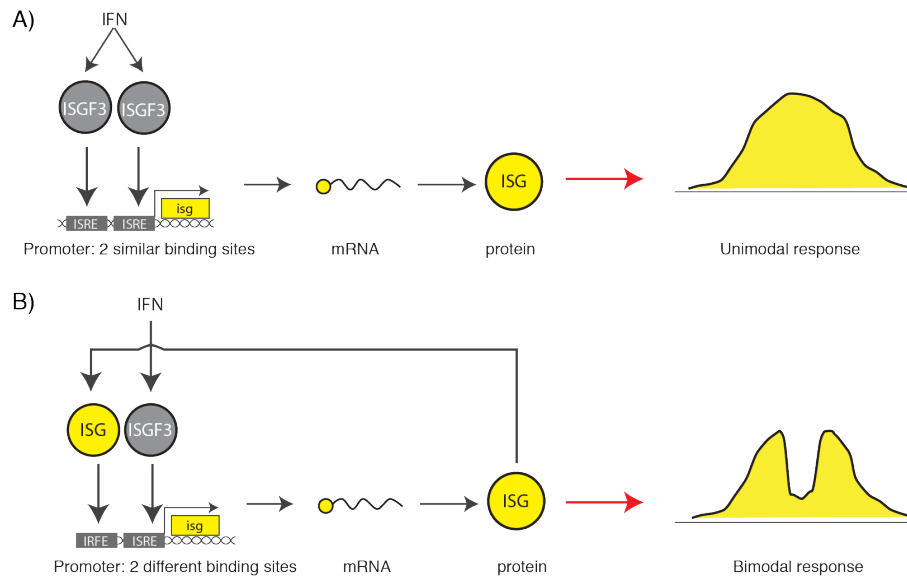 A)
IFN
ISGF3 ISGF3
ISG
isg
ISRE ISRE
Promoter: 2 similar binding sites mRNA protein Unimodal response
B)
IFN
ISG ISGF3
ISG
isg
IRFE ISRE
Promoter: 2 different binding sites mRNA protein Bimodal response